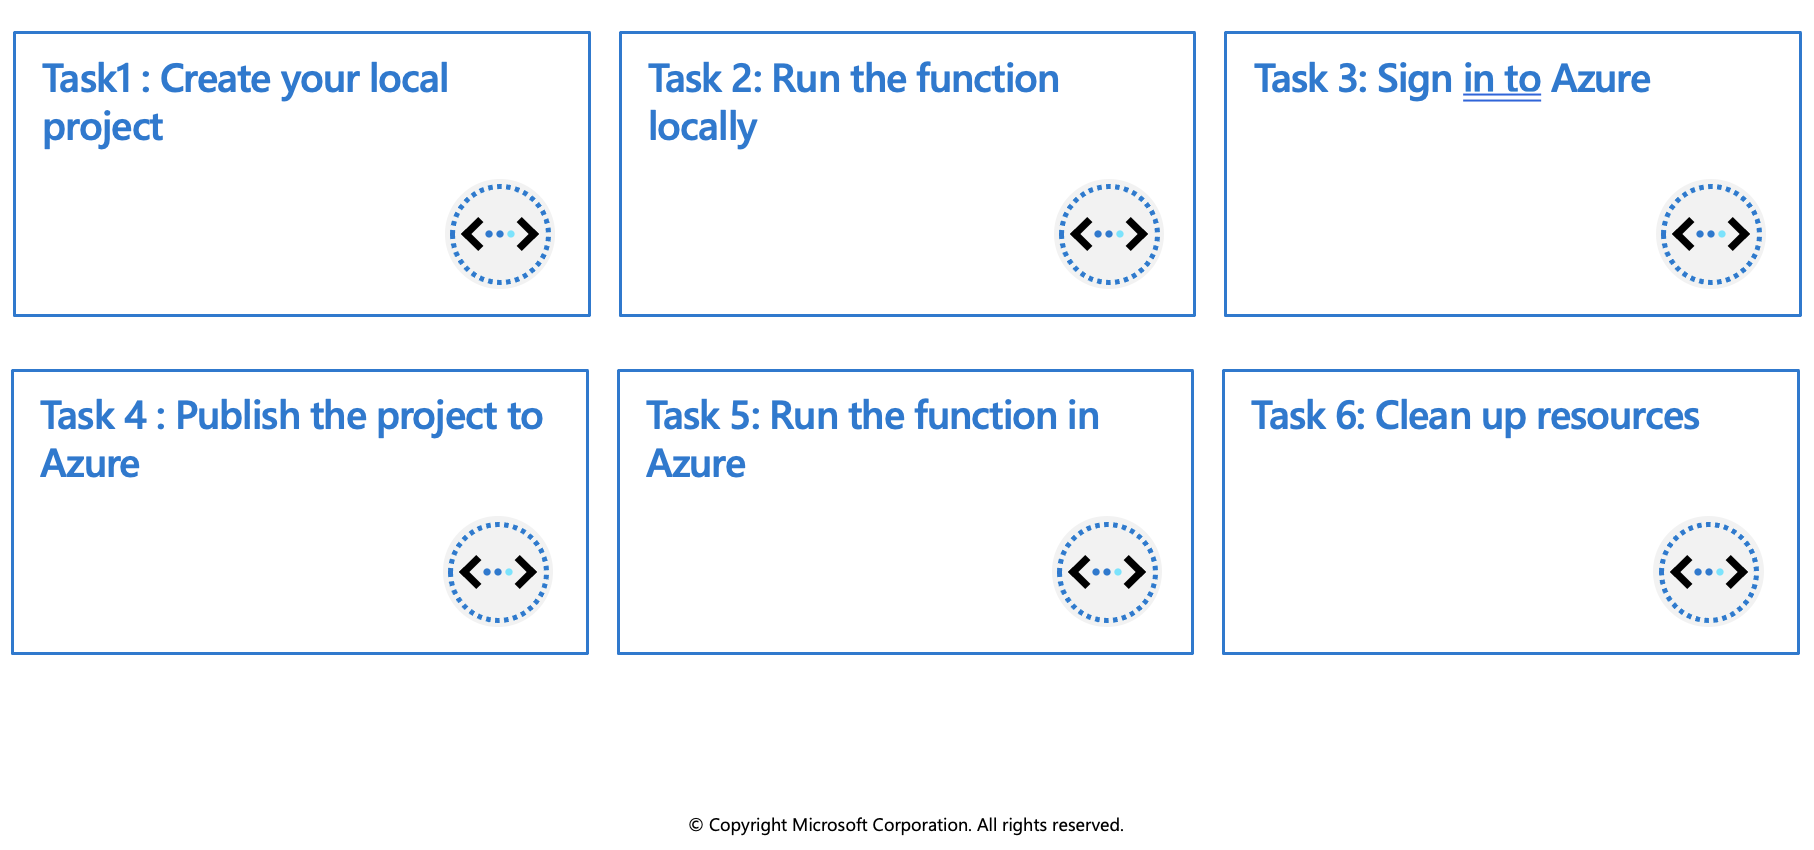 Task1 : Create your local
project
Task 2: Run the function
locally
Task 3: Sign in to Azure
Task 4 : Publish the project to
Azure
Task 5: Run the function in
Azure
Task 6: Clean up resources
© Copyright Microsoft Corporation. All rights reserved.